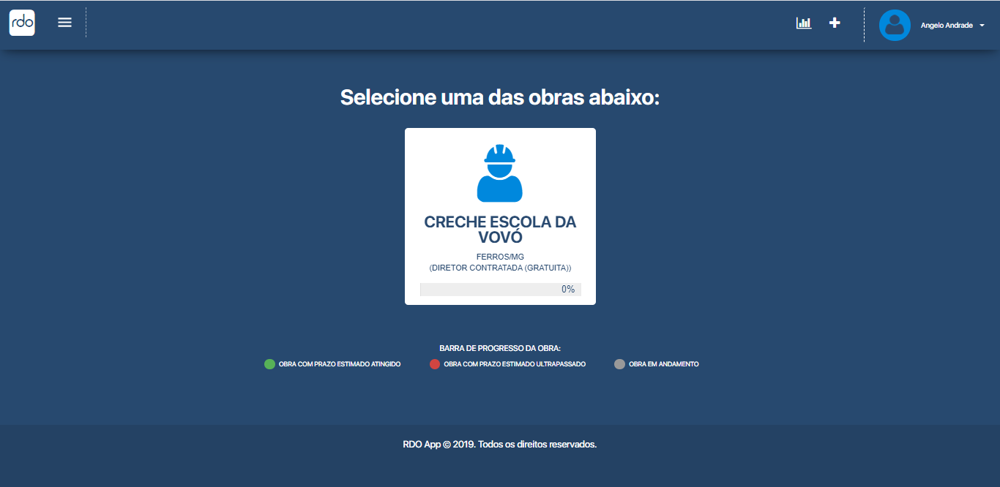 rdo
Angelo Andrade
Selecione uma das obras abaixo:
CRECHE ESCOLA DA
VOVÓ
FERROS/MG
(DIRETOR CONTRATADA (GRATUITA))
0%
BARRA DE PROGRESSO DA OBRA:
OBRA COM PRAZO ESTIMADO ATINGIDO
OBRA COM PRAZO ESTIMADO ULTRAPASSADO
OBRA EM ANDAMENTO
RDO App © 2019. Todos os direitos reservados.